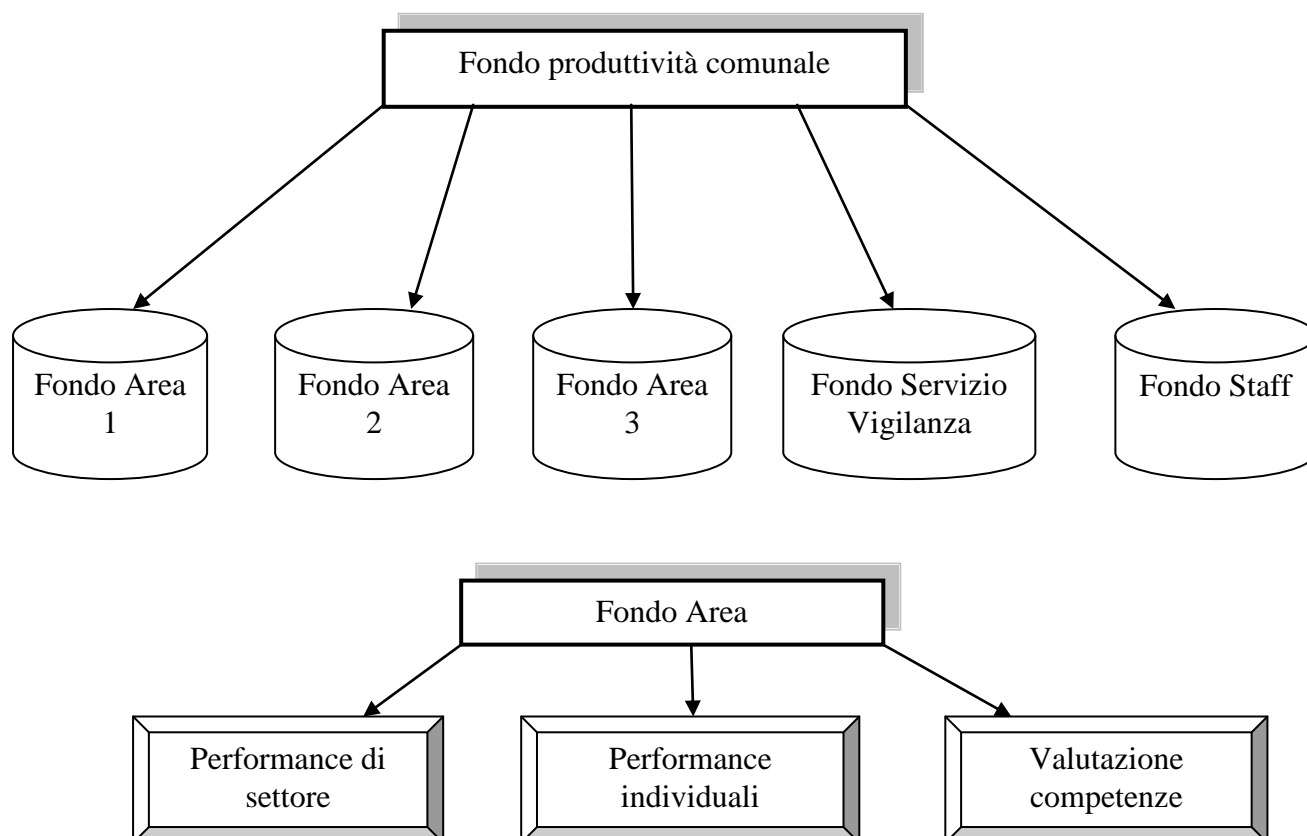 Fondo produttività comunale
Fondo Area
1
Fondo Area
2
Fondo Area
3
Fondo Servizio
Vigilanza
Fondo Staff
Fondo Area
Performance di
settore
Performance
individuali
Valutazione
competenze